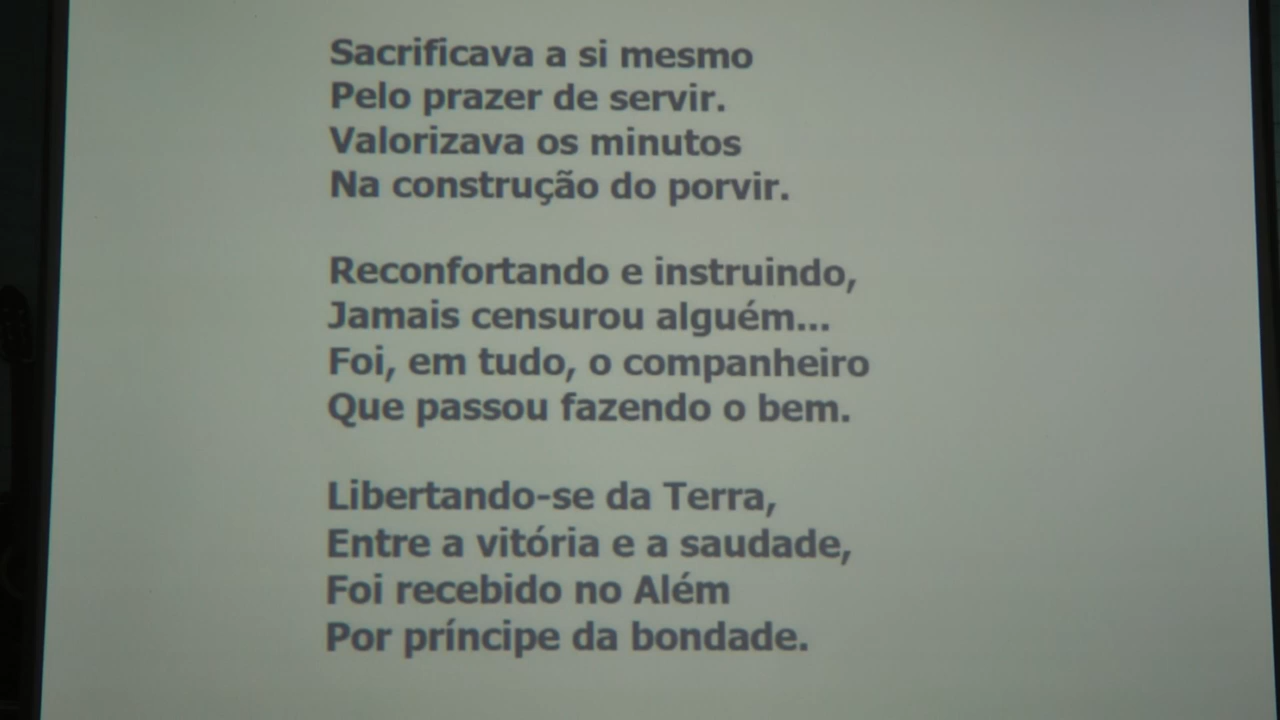 Sacrificava a si mesmo
Pelo prazer de servir.
Valorizava os minutos
Na construção do porvir.
Reconfortando e instruindo,
Jamais censurou alguém...
Foi, em tudo, o companheiro
Que passou fazendo o bem.
Libertando-se da Terra,
Entre a vitória e a saudade,
Foi recebido no Além
Por príncipe da bondade.